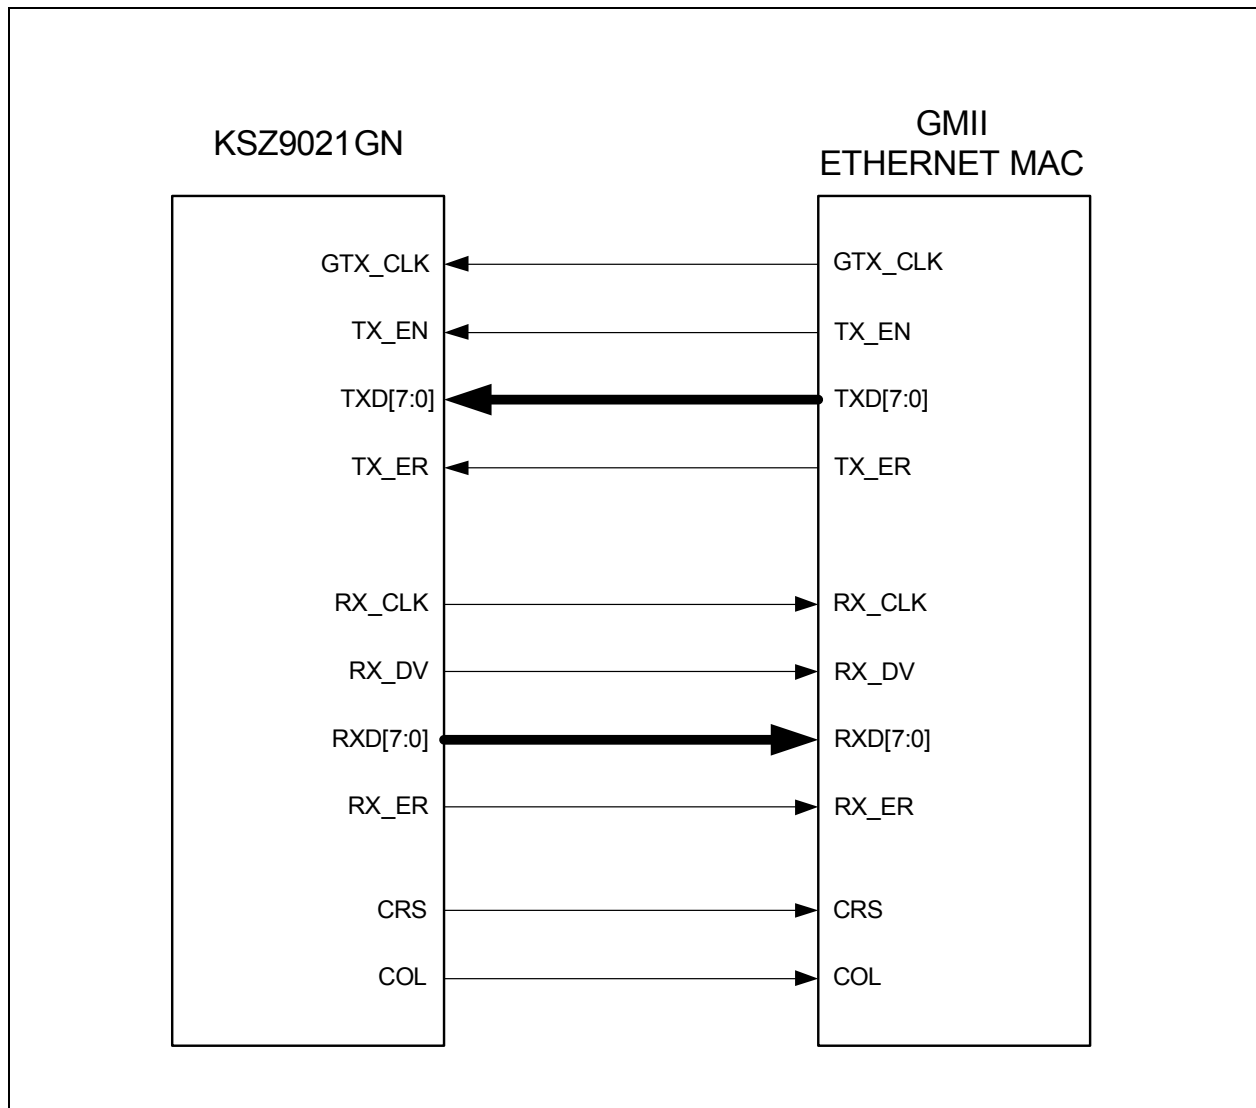 KSZ9021GN
GMII
ETHERNET MAC
GTX_CLK GTX_CLK
TX_EN TX_EN
TXD[7:0] TXD[7:0]
TX_ER TX_ER
RX_CLK RX_CLK
RX_DV RX_DV
RXD[7:0] RXD[7:0]
RX_ER RX_ER
CRS CRS
COL COL